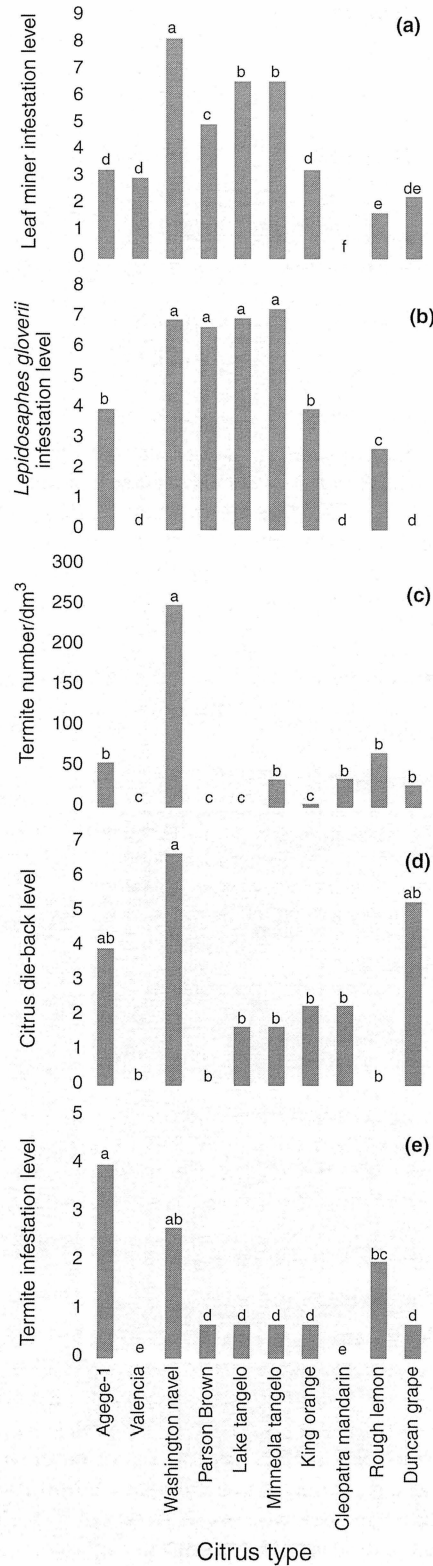 (a)
Leaf miner infestation level
9
8
7
6
5
4
3
2
1
0
d
d
a
c
b
b
d
f
e
de
(b)
Lepidosaphes gloverii
infestation level
8
7
6
5
4
3
2
1
0
b
d
a
a
a
a
b
d
c
d
(c)
Termite number/dm³
300
250
200
150
100
50
0
b
c
a
c
c
b
c
b
b
b
(d)
Citrus die-back level
7
6
5
4
3
2
1
0
ab
b
a
b
b
b
b
b
b
ab
(e)
Termite infestation level
5
4
3
2
1
0
a
e
ab
d
d
d
d
e
bc
d
Agege-1
Valencia
Washington navel
Parson Brown
Lake tangelo
Minneola tangelo
King orange
Cleopatra mandarin
Rough lemon
Duncan grape
Citrus type